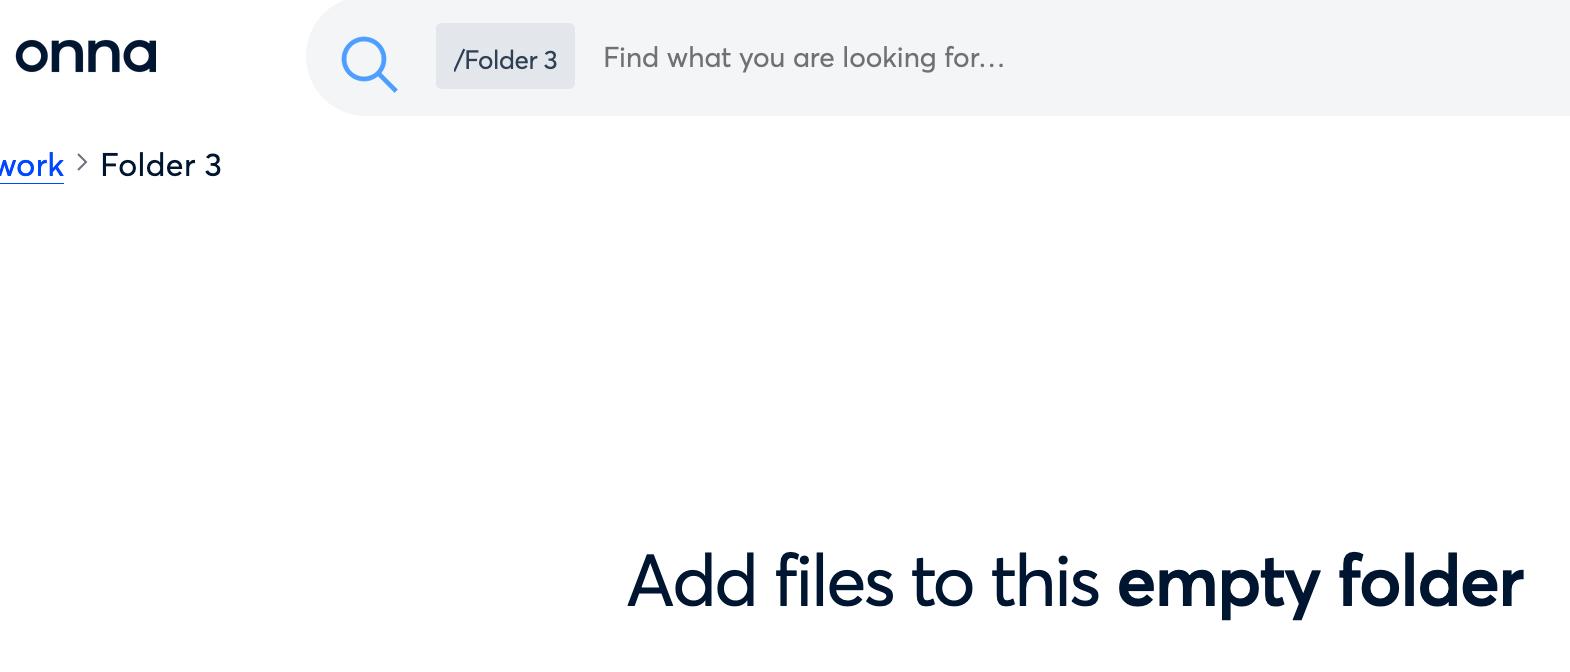 onna
/Folder 3 Find what you are looking for...
work > Folder 3
Add files to this empty folder